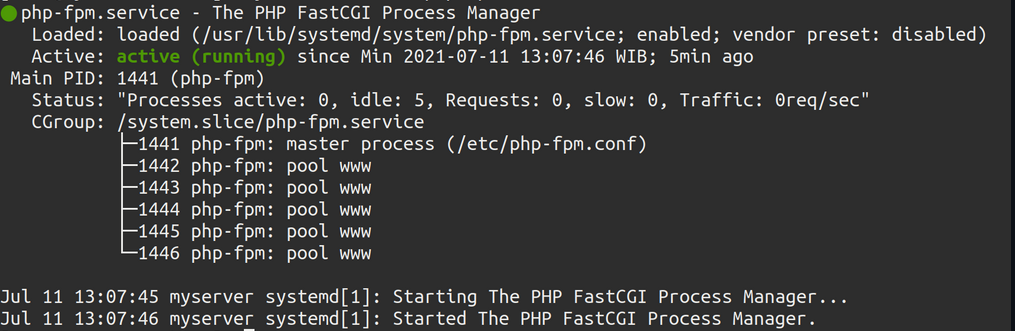 ● php-fpm.service - The PHP FastCGI Process Manager
Loaded: loaded (/usr/lib/systemd/system/php-fpm.service; enabled; vendor preset: disabled)
Active: active (running) since Min 2021-07-11 13:07:46 WIB; 5min ago
Main PID: 1441 (php-fpm)
Status: "Processes active: 0, idle: 5, Requests: 0, slow: 0, Traffic: 0req/sec"
CGroup: /system.slice/php-fpm.service
├─1441 php-fpm: master process (/etc/php-fpm.conf)
├─1442 php-fpm: pool www
├─1443 php-fpm: pool www
├─1444 php-fpm: pool www
├─1445 php-fpm: pool www
└─1446 php-fpm: pool www
Jul 11 13:07:45 myserver systemd[1]: Starting The PHP FastCGI Process Manager...
Jul 11 13:07:46 myserver systemd[1]: Started The PHP FastCGI Process Manager.